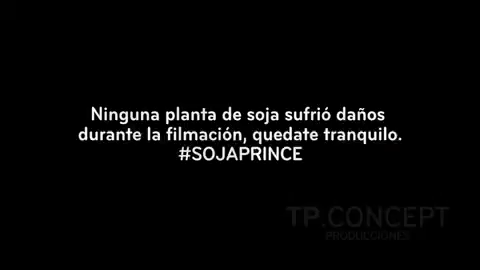 Ninguna planta de soja sufrió daños
durante la filmación, quedate tranquilo.
#SOJAPRINCE
TP.CONCEPT
PRODUCCIONES